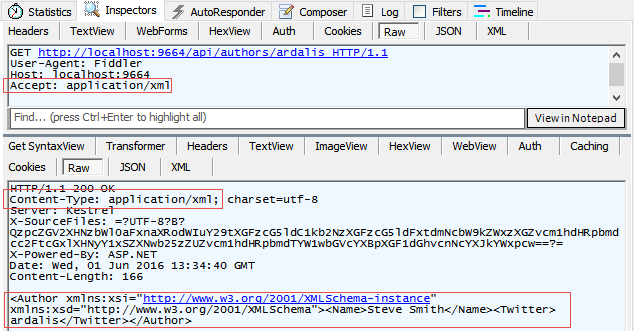 Statistics Inspectors AutoResponder Composer Log Filters Timeline
Headers TextView WebForms HexView Auth Cookies Raw JSON XML
GET http://localhost:9664/api/authors/ardalis HTTP/1.1
User-Agent: Fiddler
Host: localhost:9664
Accept: application/xml
Find... (press Ctrl+Enter to highlight all) View in Notepad
Get SyntaxView Transformer Headers TextView ImageView HexView WebView Auth Caching
Cookies Raw JSON XML
HTTP/1.1 200 OK
Content-Type: application/xml; charset=utf-8
Server: Kestrel
X-SourceFiles: =?UTF-8?B?
X-Powered-By: ASP.NET
Date: Wed, 01 Jun 2016 13:34:40 GMT
Content-Length: 166
<Author xmlns:xsi="http://www.w3.org/2001/XMLSchema-instance"
xmlns:xsd="http://www.w3.org/2001/XMLSchema"><Name>Steve Smith</Name><Twitter>
ardalis</Twitter></Author>